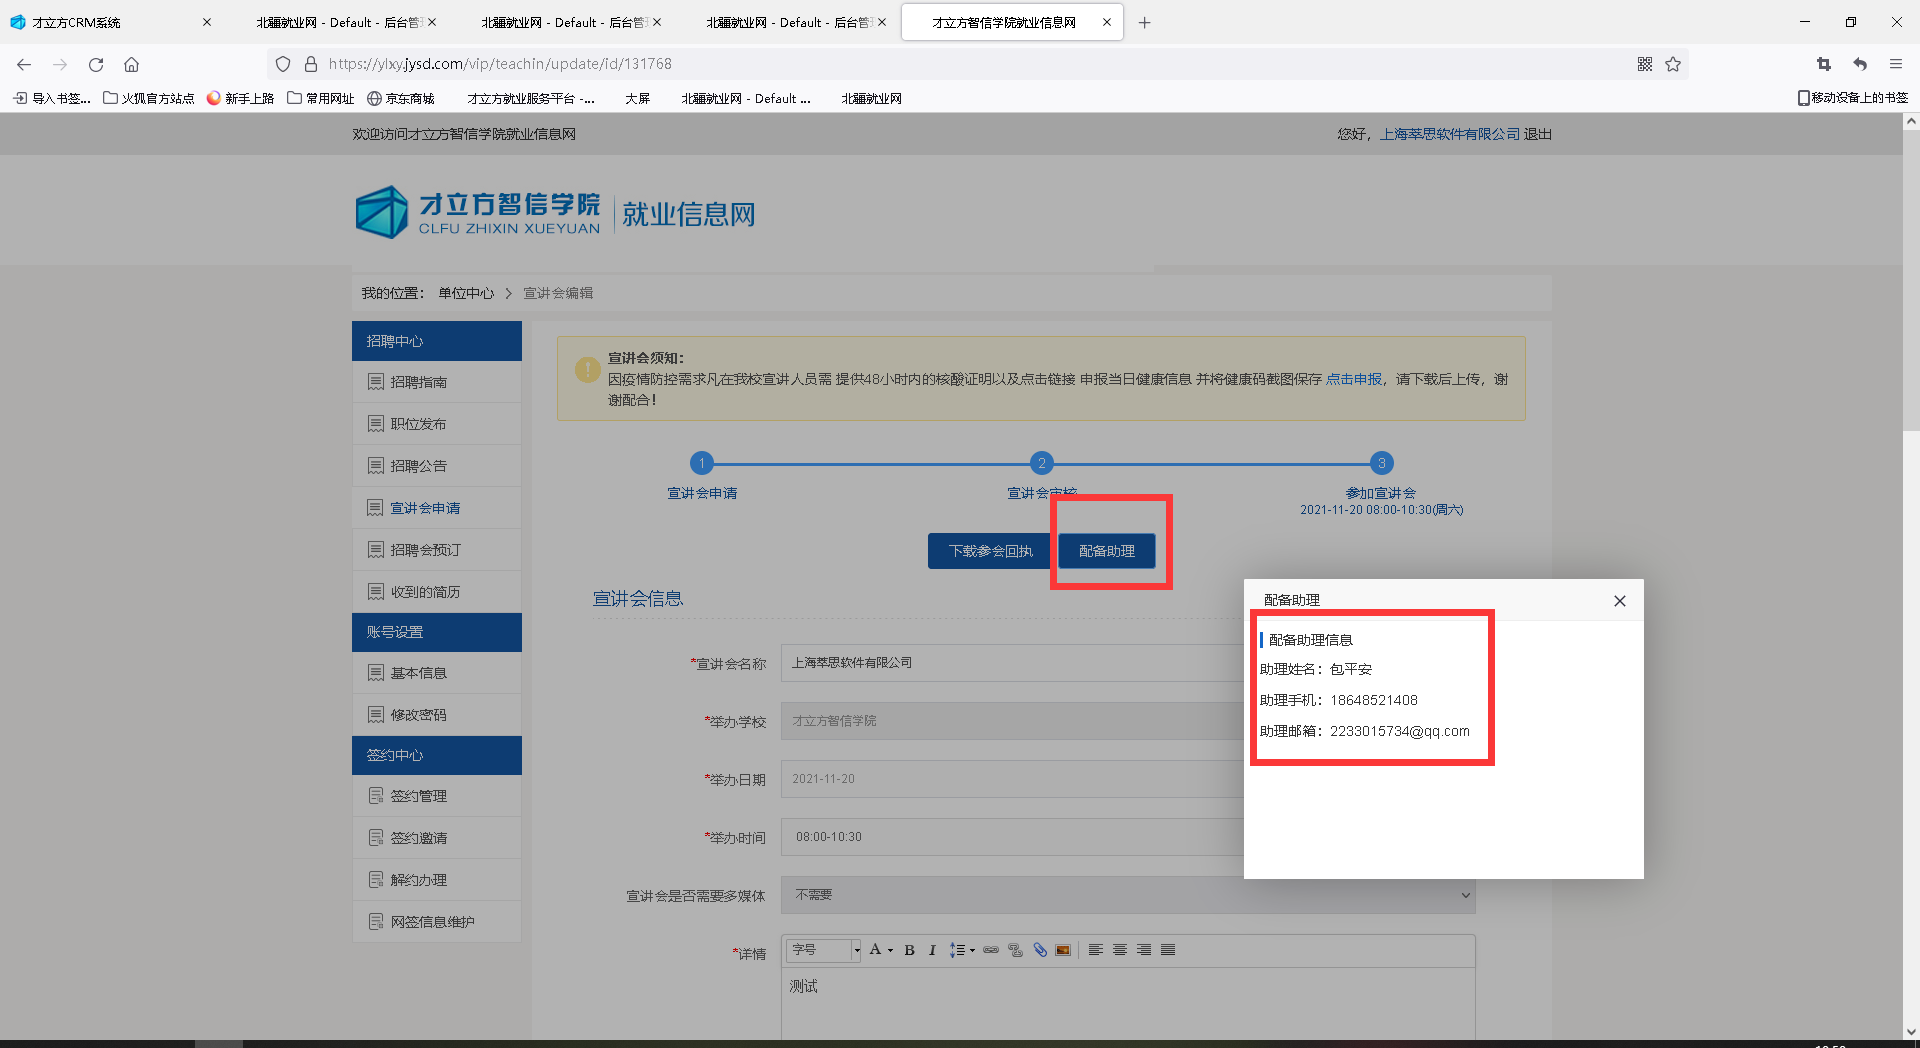 才立方CRM系统
北疆就业网 - Default - 后台管理
北疆就业网 - Default - 后台管理
北疆就业网 - Default - 后台管理
才立方智信学院就业信息网
https://ylxy.jysd.com/vip/teachin/update/id/131768
导入书签...
火狐官方站点
新手上路
常用网址
京东商城
才立方就业服务平台 -...
大屏
北疆就业网 - Default ...
北疆就业网
移动设备上的书签
欢迎访问才立方智信学院就业信息网
您好，上海萃思软件有限公司 退出
才立方智信学院
CLFU ZHIXIN XUEYUAN
就业信息网
我的位置： 单位中心 > 宣讲会编辑
招聘中心
招聘指南
职位发布
招聘公告
宣讲会申请
招聘会预订
收到的简历
账号设置
基本信息
修改密码
签约中心
签约管理
签约邀请
解约办理
网签信息维护
宣讲会须知：
因疫情防控需求凡在我校宣讲人员需 提供48小时内的核酸证明以及点击链接 申报当日健康信息 并将健康码截图保存 点击申报，请下载后上传，谢
谢配合！
1
2
3
宣讲会申请
宣讲会审核
参加宣讲会
2021-11-20 08:00-10:30(周六)
下载参会回执
配备助理
宣讲会信息
*宣讲会名称
上海萃思软件有限公司
*举办学校
才立方智信学院
*举办日期
2021-11-20
*举办时间
08:00-10:30
宣讲会是否需要多媒体
不需要
*详情
字号
A
B
I
测试
配备助理
配备助理信息
助理姓名：包平安
助理手机：18648521408
助理邮箱：2233015734@qq.com